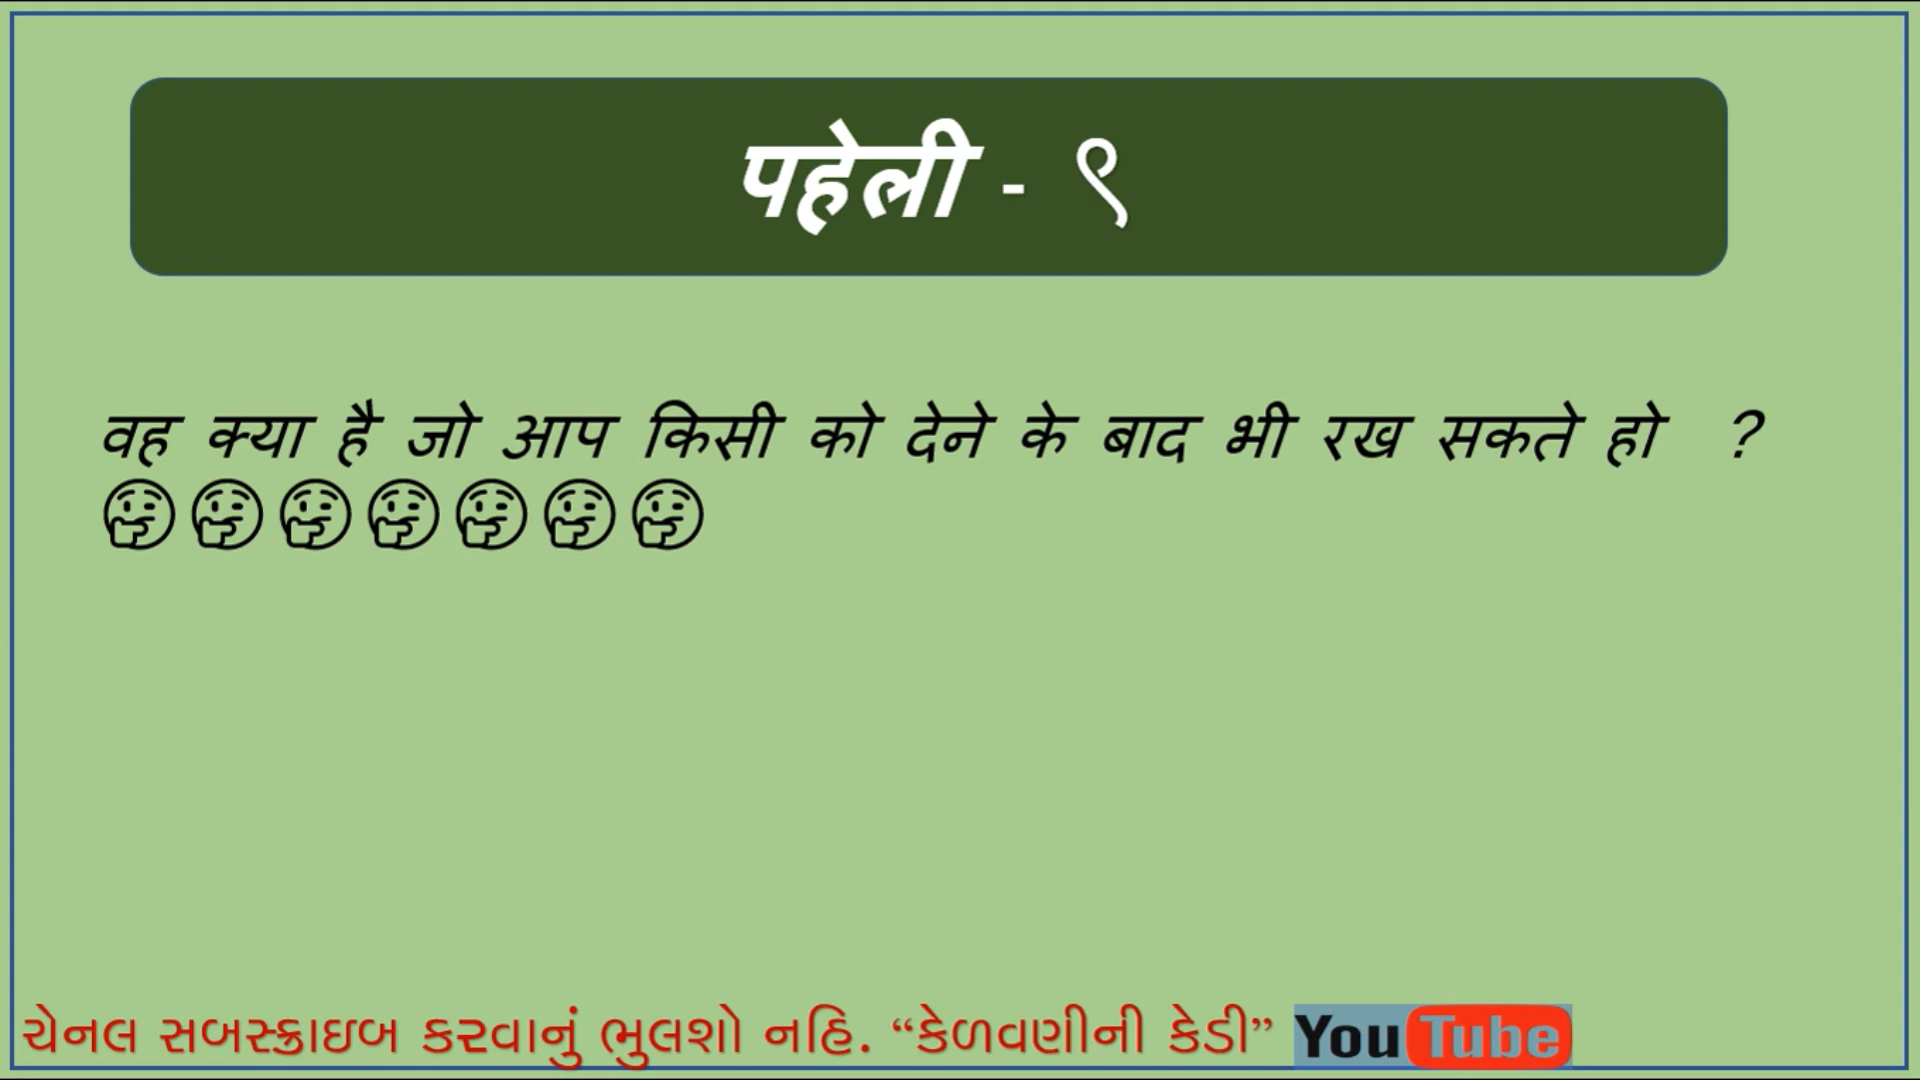 पहेली - ९
वह क्या है जो आप किसी को देने के बाद भी रख सकते हो ?
🤔🤔🤔🤔🤔🤔🤔
ચેનલ સબસ્ક્રાઇબ કરવાનું ભુલશો નહિ. “કેળવણીની કેડી” YouTube